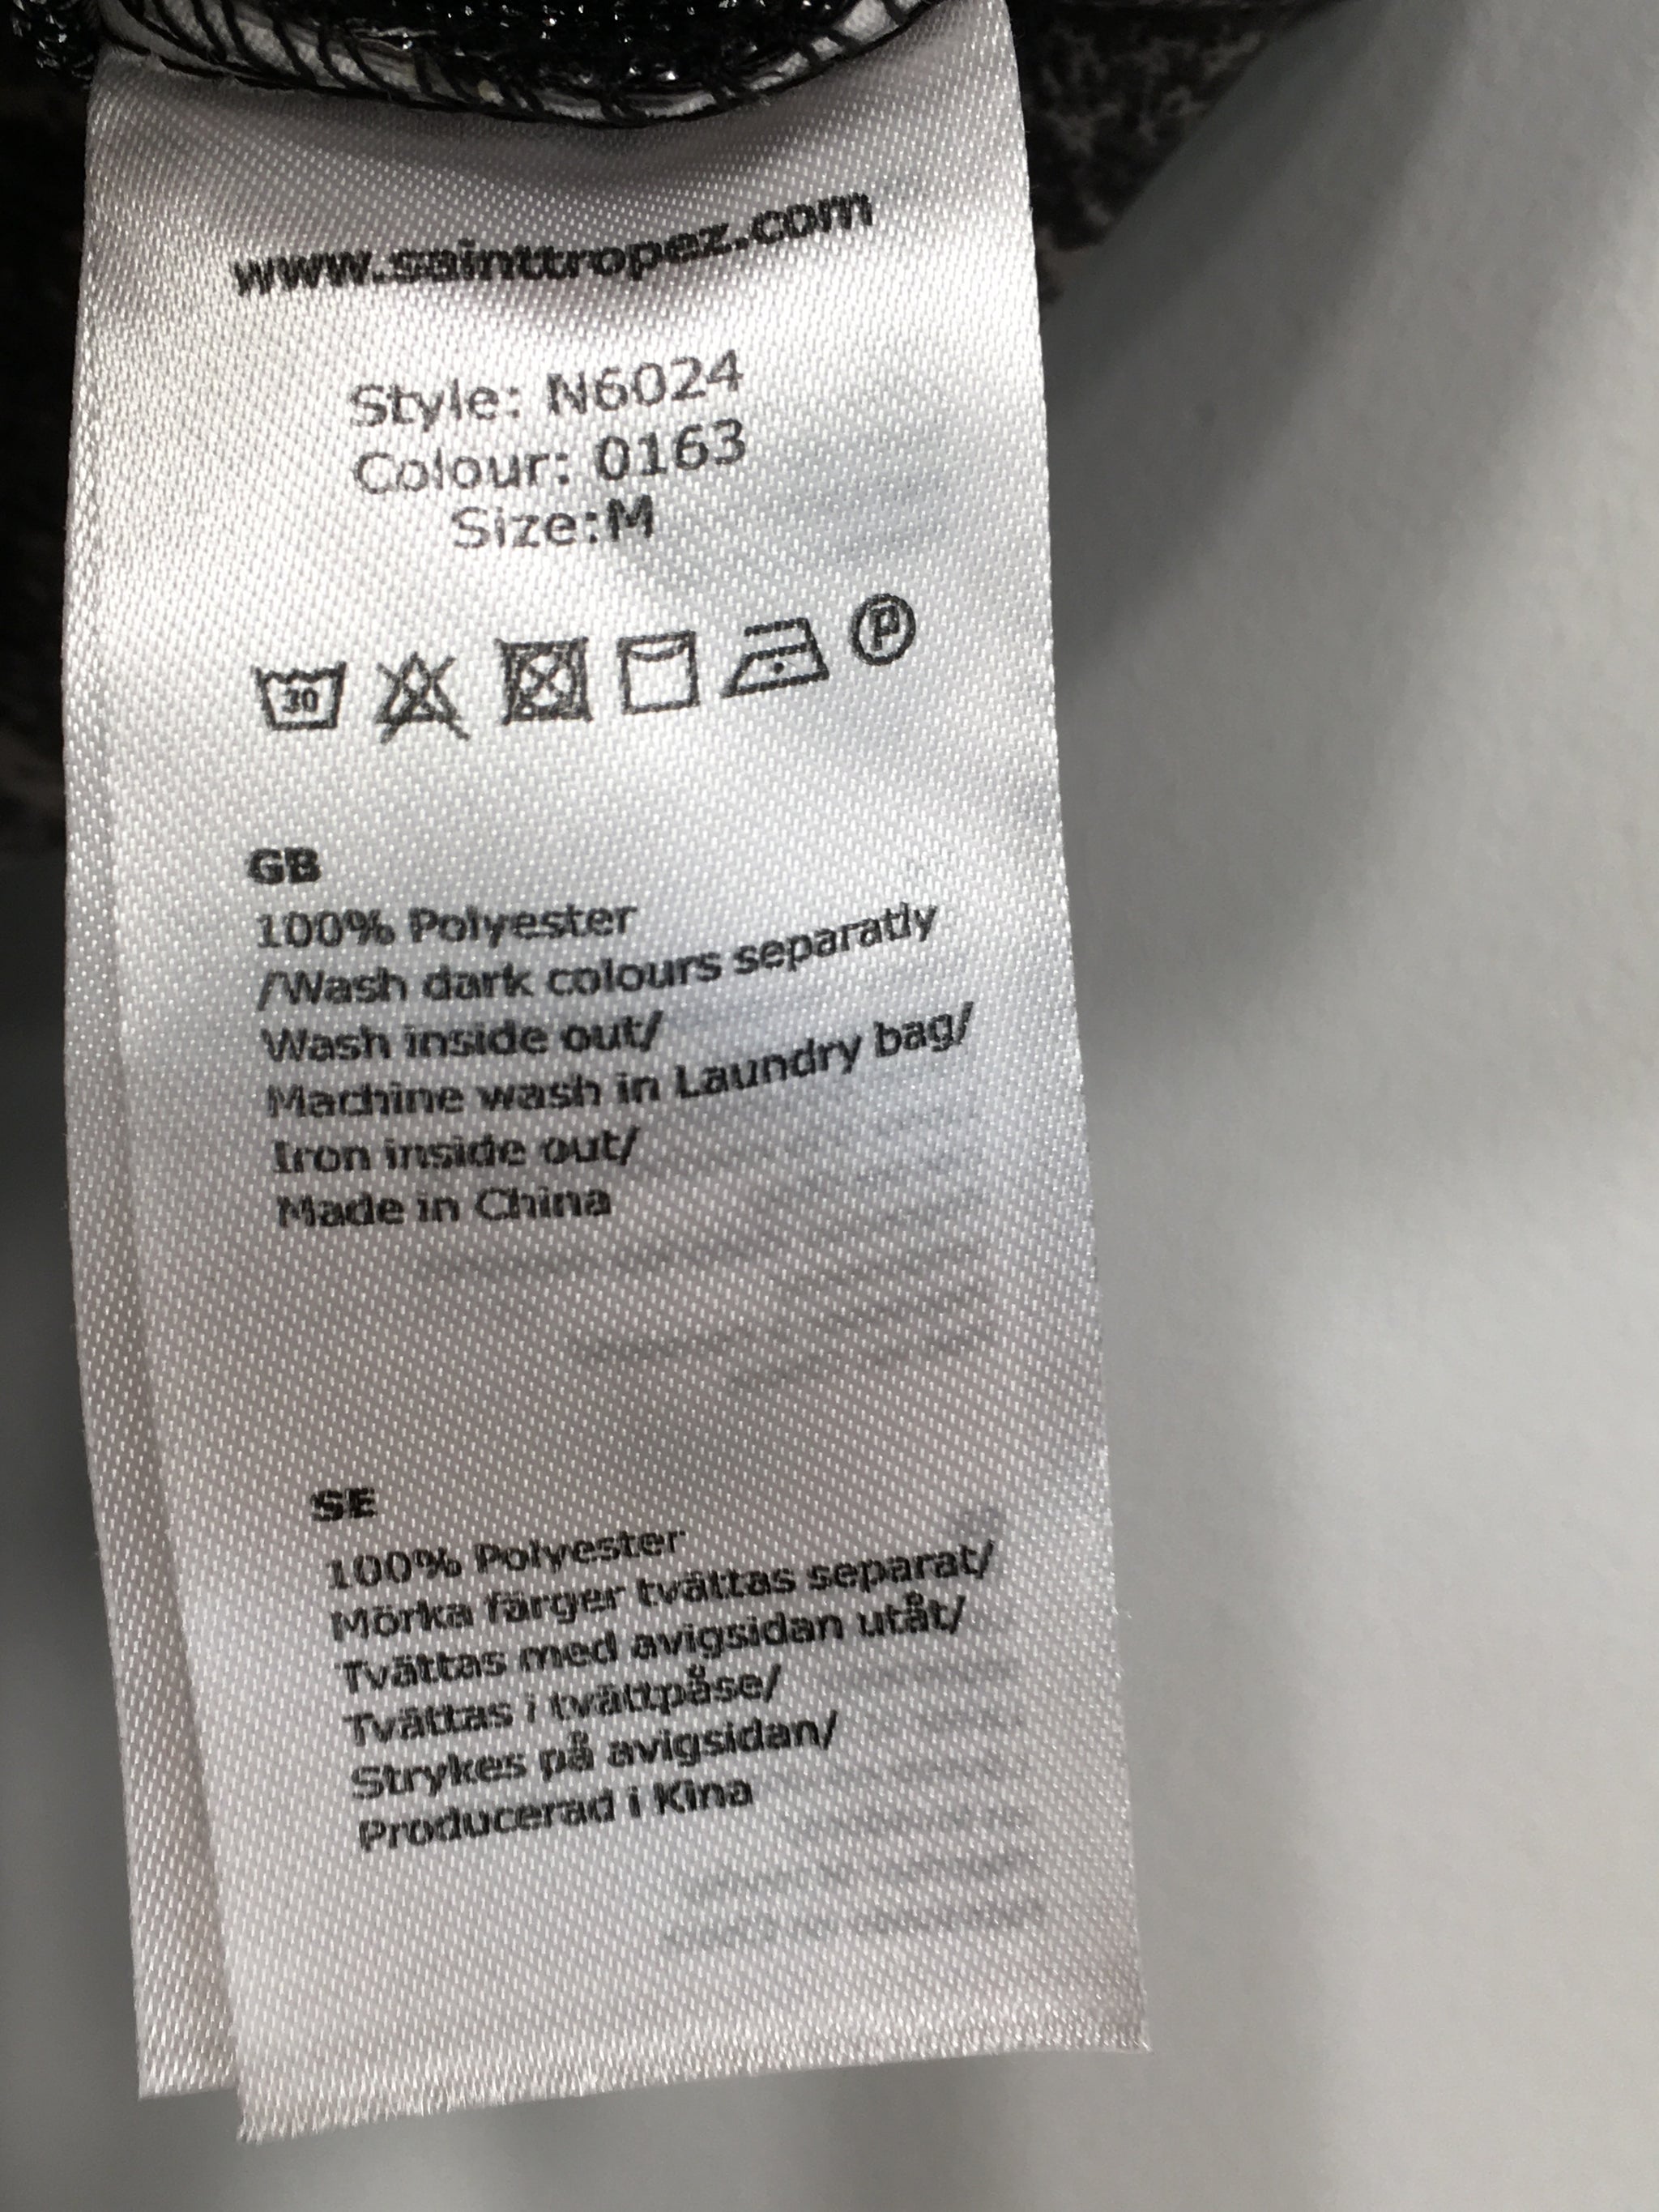 www.sainttropez.com
Style: N6024
Colour: 0163
Size:M
30 P
GB
100% Polyester
/Wash dark colours separatly
Wash inside out/
Machine wash in Laundry bag/
Iron inside out/
Made in China
SE
100% Polyester
Mörka färger tvättas separat/
Tvättas med avigsidan utåt/
Tvättas i tvättpåse/
Strykes på avigsidan/
Producerad i Kina